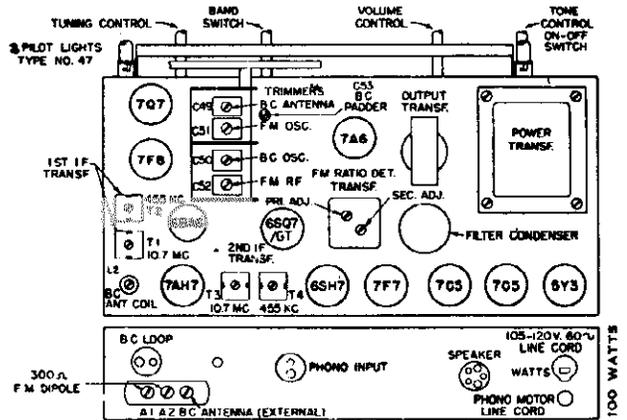 TUNING CONTROL
BAND
SWITCH
VOLUME
CONTROL
TONE
CONTROL
ON-OFF
SWITCH
PILOT LIGHTS
TYPE NO. 47
7Q7
TRIMMERS
C49
BC ANTENNA
C53
BC
PADDER
OUTPUT
TRANSF.
C51
FM OSC.
7A6
POWER
TRANSF.
7F8
C50
BC OSC.
1ST IF
TRANSF
C52
FM RF
FM RATIO DET.
TRANSF.
PRI. ADJ.
SEC. ADJ.
455 KC
T2
6SQ7
/GT
FILTER CONDENSER
T1
10.7 MC
2ND IF
TRANSF.
L2
BC
ANT COIL
7AH7
T3
10.7 MC
T4
455 KC
6SH7
7F7
7C5
7C5
5Y3
BC LOOP
PHONO INPUT
SPEAKER
105-120V. 60~
LINE CORD
WATTS
300Ω
FM DIPOLE
A1 A2 BC ANTENNA (EXTERNAL)
PHONO MOTOR
LINE CORD
100 WATTS